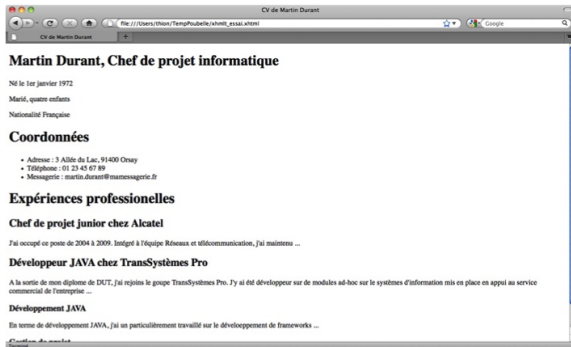 CV de Martin Durant
file:///Users/thion/TempPoubelle/xhmlt_essai.xhtml
Google
CV de Martin Durant
Martin Durant, Chef de projet informatique
Né le 1er janvier 1972
Marié, quatre enfants
Nationalité Française
Coordonnées
• Adresse : 3 Allée du Lac, 91400 Orsay
• Téléphone : 01 23 45 67 89
• Messagerie : martin.durant@mamessagerie.fr
Expériences professionelles
Chef de projet junior chez Alcatel
J'ai occupé ce poste de 2004 à 2009. Intégré à l'équipe Réseaux et télécommunication, j'ai maintenu ...
Développeur JAVA chez TransSystèmes Pro
A la sortie de mon diplome de DUT, j'ai rejoins le goupe TransSystèmes Pro. J'y ai été développeur sur de modules ad-hoc sur le systèmes d'information mis en place en appui au service
commercial de l'entreprise ...
Développement JAVA
En terme de développement JAVA, j'ai un particulièrement travaillé sur le dévelœppement de frameworks ...
Gestion de projet